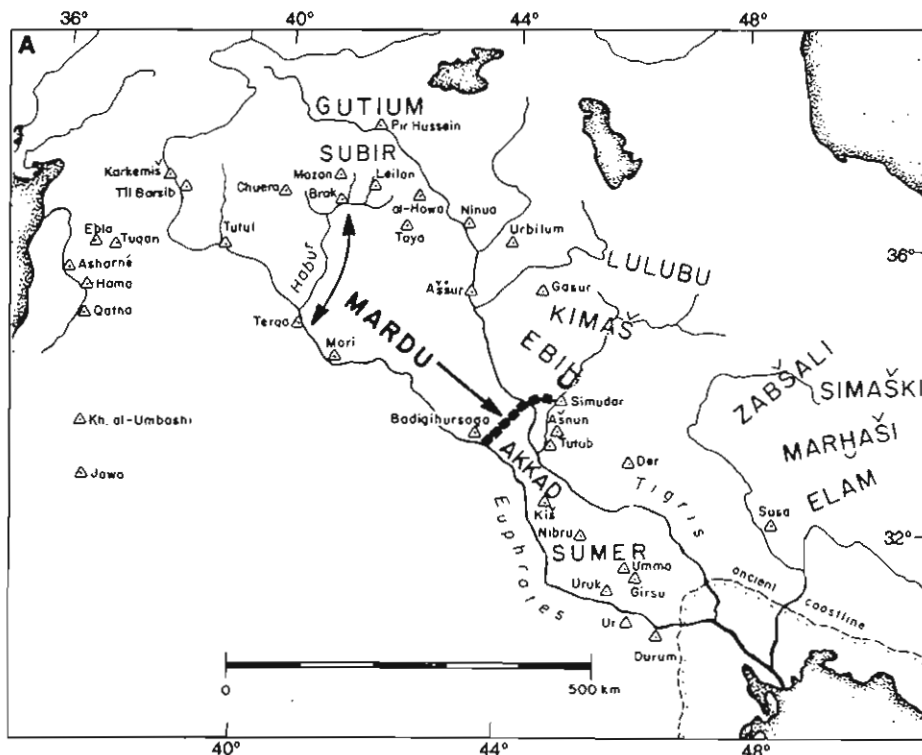 36°
40°
44°
48°
A
GUTIUM
Pir Hussein
SUBIR
Karkemiš
Mozan
Leilan
Til Barsib
Chuera
Brak
al-Hawa
Ninua
Ebla
Tuqan
Tutul
Taya
Urbilum
Asharné
Habur
36°
LULUBU
Hama
Aššur
Gasur
Qatna
Terqa
KIMAŠ
MARDU
Mari
EBIH
ZABŠALI
SIMAŠKI
Simudar
Kh. al-Umbashi
Badigihursaga
Ašnun
MARHAŠI
Tutub
Jawa
AKKAD
Der
ELAM
Tigris
Kiš
Susa
Euphrates
Nibru
32°
SUMER
Umma
ancient
coastline
Uruk
Girsu
Ur
Durum
0
500 km
40°
44°
48°